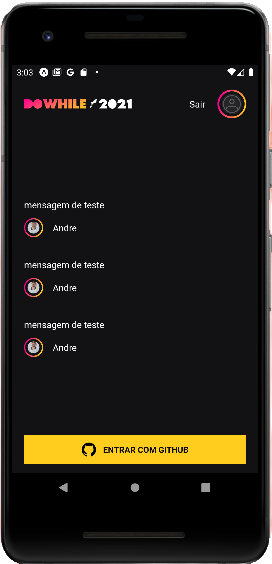 3:03
DOWHILE 2021
Sair
mensagem de teste
Andre
mensagem de teste
Andre
mensagem de teste
Andre
ENTRAR COM GITHUB